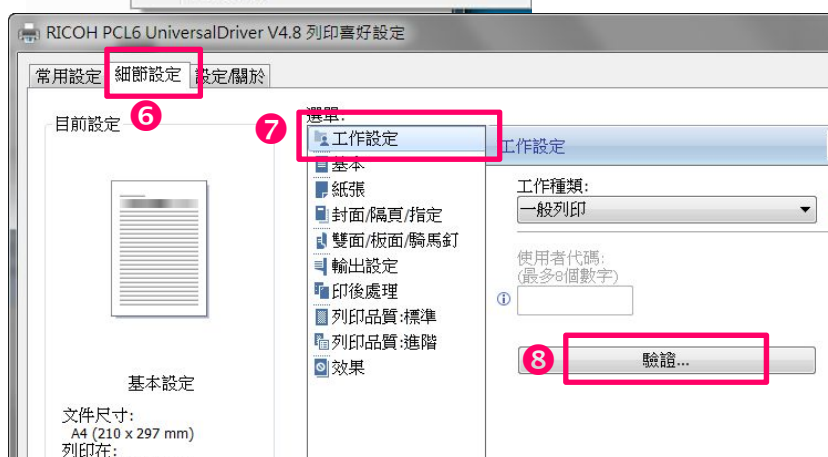 RICOH PCL6 UniversalDriver V4.8 列印喜好設定
常用設定 細節設定 設定/關於
6
目前設定
7
選單:
工作設定
基本
紙張
封面/隔頁/指定
雙面/板面/騎馬釘
輸出設定
印後處理
列印品質:標準
列印品質:進階
效果
工作設定
工作種類:
一般列印
使用者代碼:
(最多8個數字)
8
驗證...
基本設定
文件尺寸:
A4 (210 x 297 mm)
列印在: